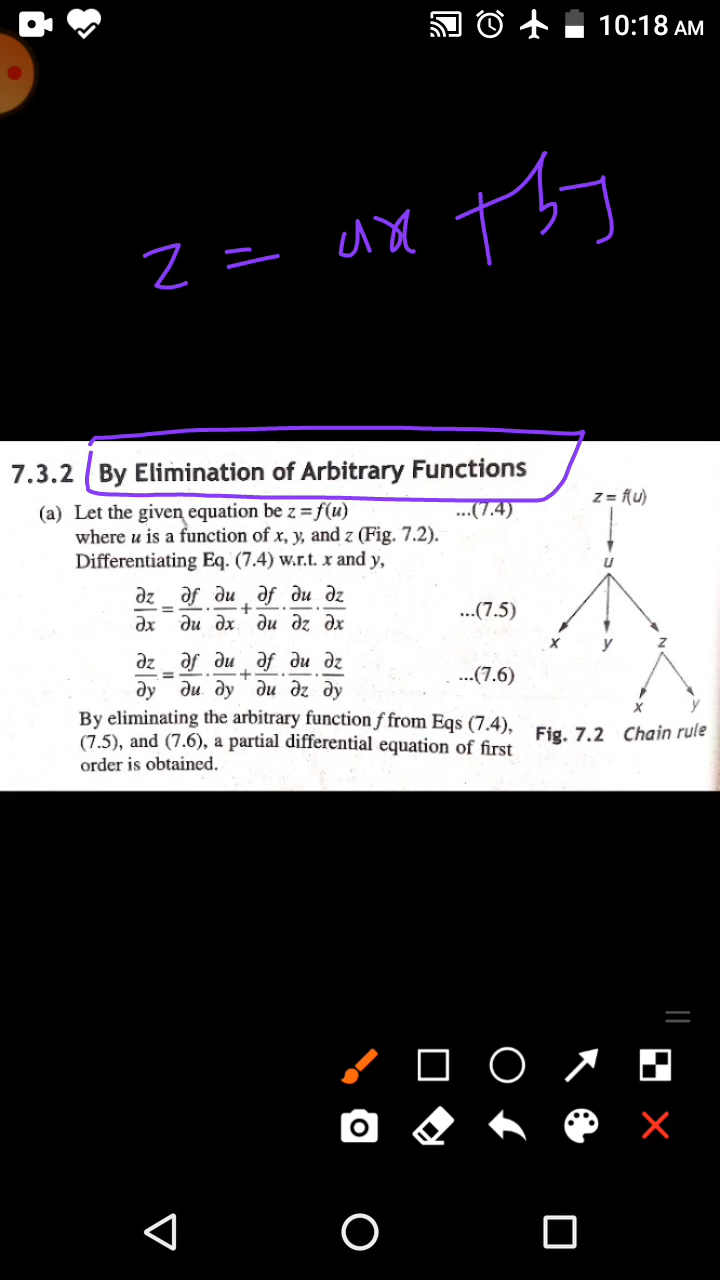 10:18 AM
z = ax + by
7.3.2 By Elimination of Arbitrary Functions
(a) Let the given equation be z = f(u) ...(7.4)
where u is a function of x, y, and z (Fig. 7.2).
Differentiating Eq. (7.4) w.r.t. x and y,
∂z/∂x = ∂f/∂u · ∂u/∂x + ∂f/∂u · ∂u/∂z · ∂z/∂x ...(7.5)
∂z/∂y = ∂f/∂u · ∂u/∂y + ∂f/∂u · ∂u/∂z · ∂z/∂y ...(7.6)
By eliminating the arbitrary function f from Eqs (7.4),
(7.5), and (7.6), a partial differential equation of first
order is obtained.
z = f(u)
u
x y z
x y
Fig. 7.2 Chain rule